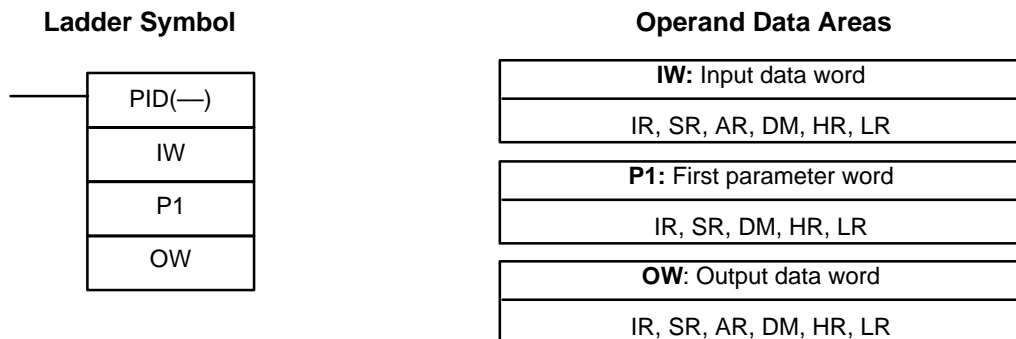 Ladder Symbol
PID(––)
IW
P1
OW
Operand Data Areas
IW: Input data word
IR, SR, AR, DM, HR, LR
P1: First parameter word
IR, SR, DM, HR, LR
OW: Output data word
IR, SR, AR, DM, HR, LR